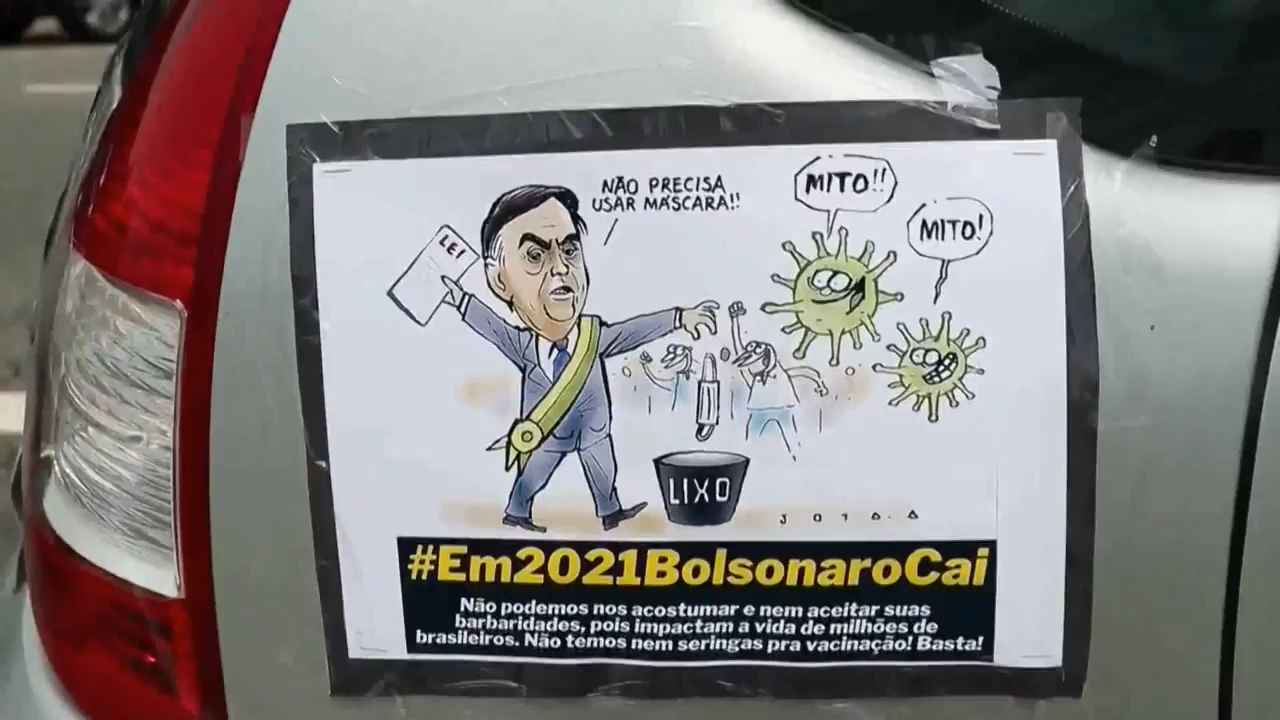 LEI
NÃO PRECISA
USAR MÁSCARA!!
MITO!!
MITO!
LIXO
JOTA.A
#Em2021BolsonaroCai
Não podemos nos acostumar e nem aceitar suas
barbaridades, pois impactam a vida de milhões de
brasileiros. Não temos nem seringas pra vacinação! Basta!